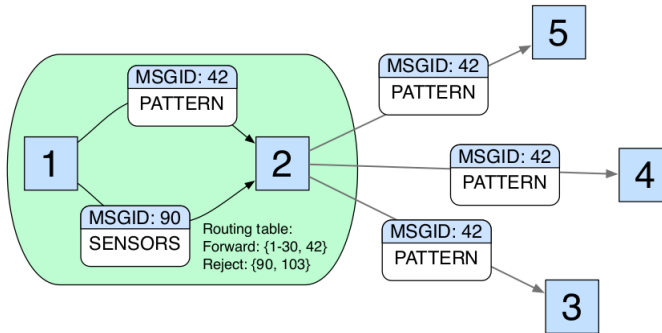 5
MSGID: 42
PATTERN
MSGID: 42
PATTERN
1
2
MSGID: 42
PATTERN
4
MSGID: 90
SENSORS
Routing table:
Forward: {1-30, 42}
Reject: {90, 103}
MSGID: 42
PATTERN
3